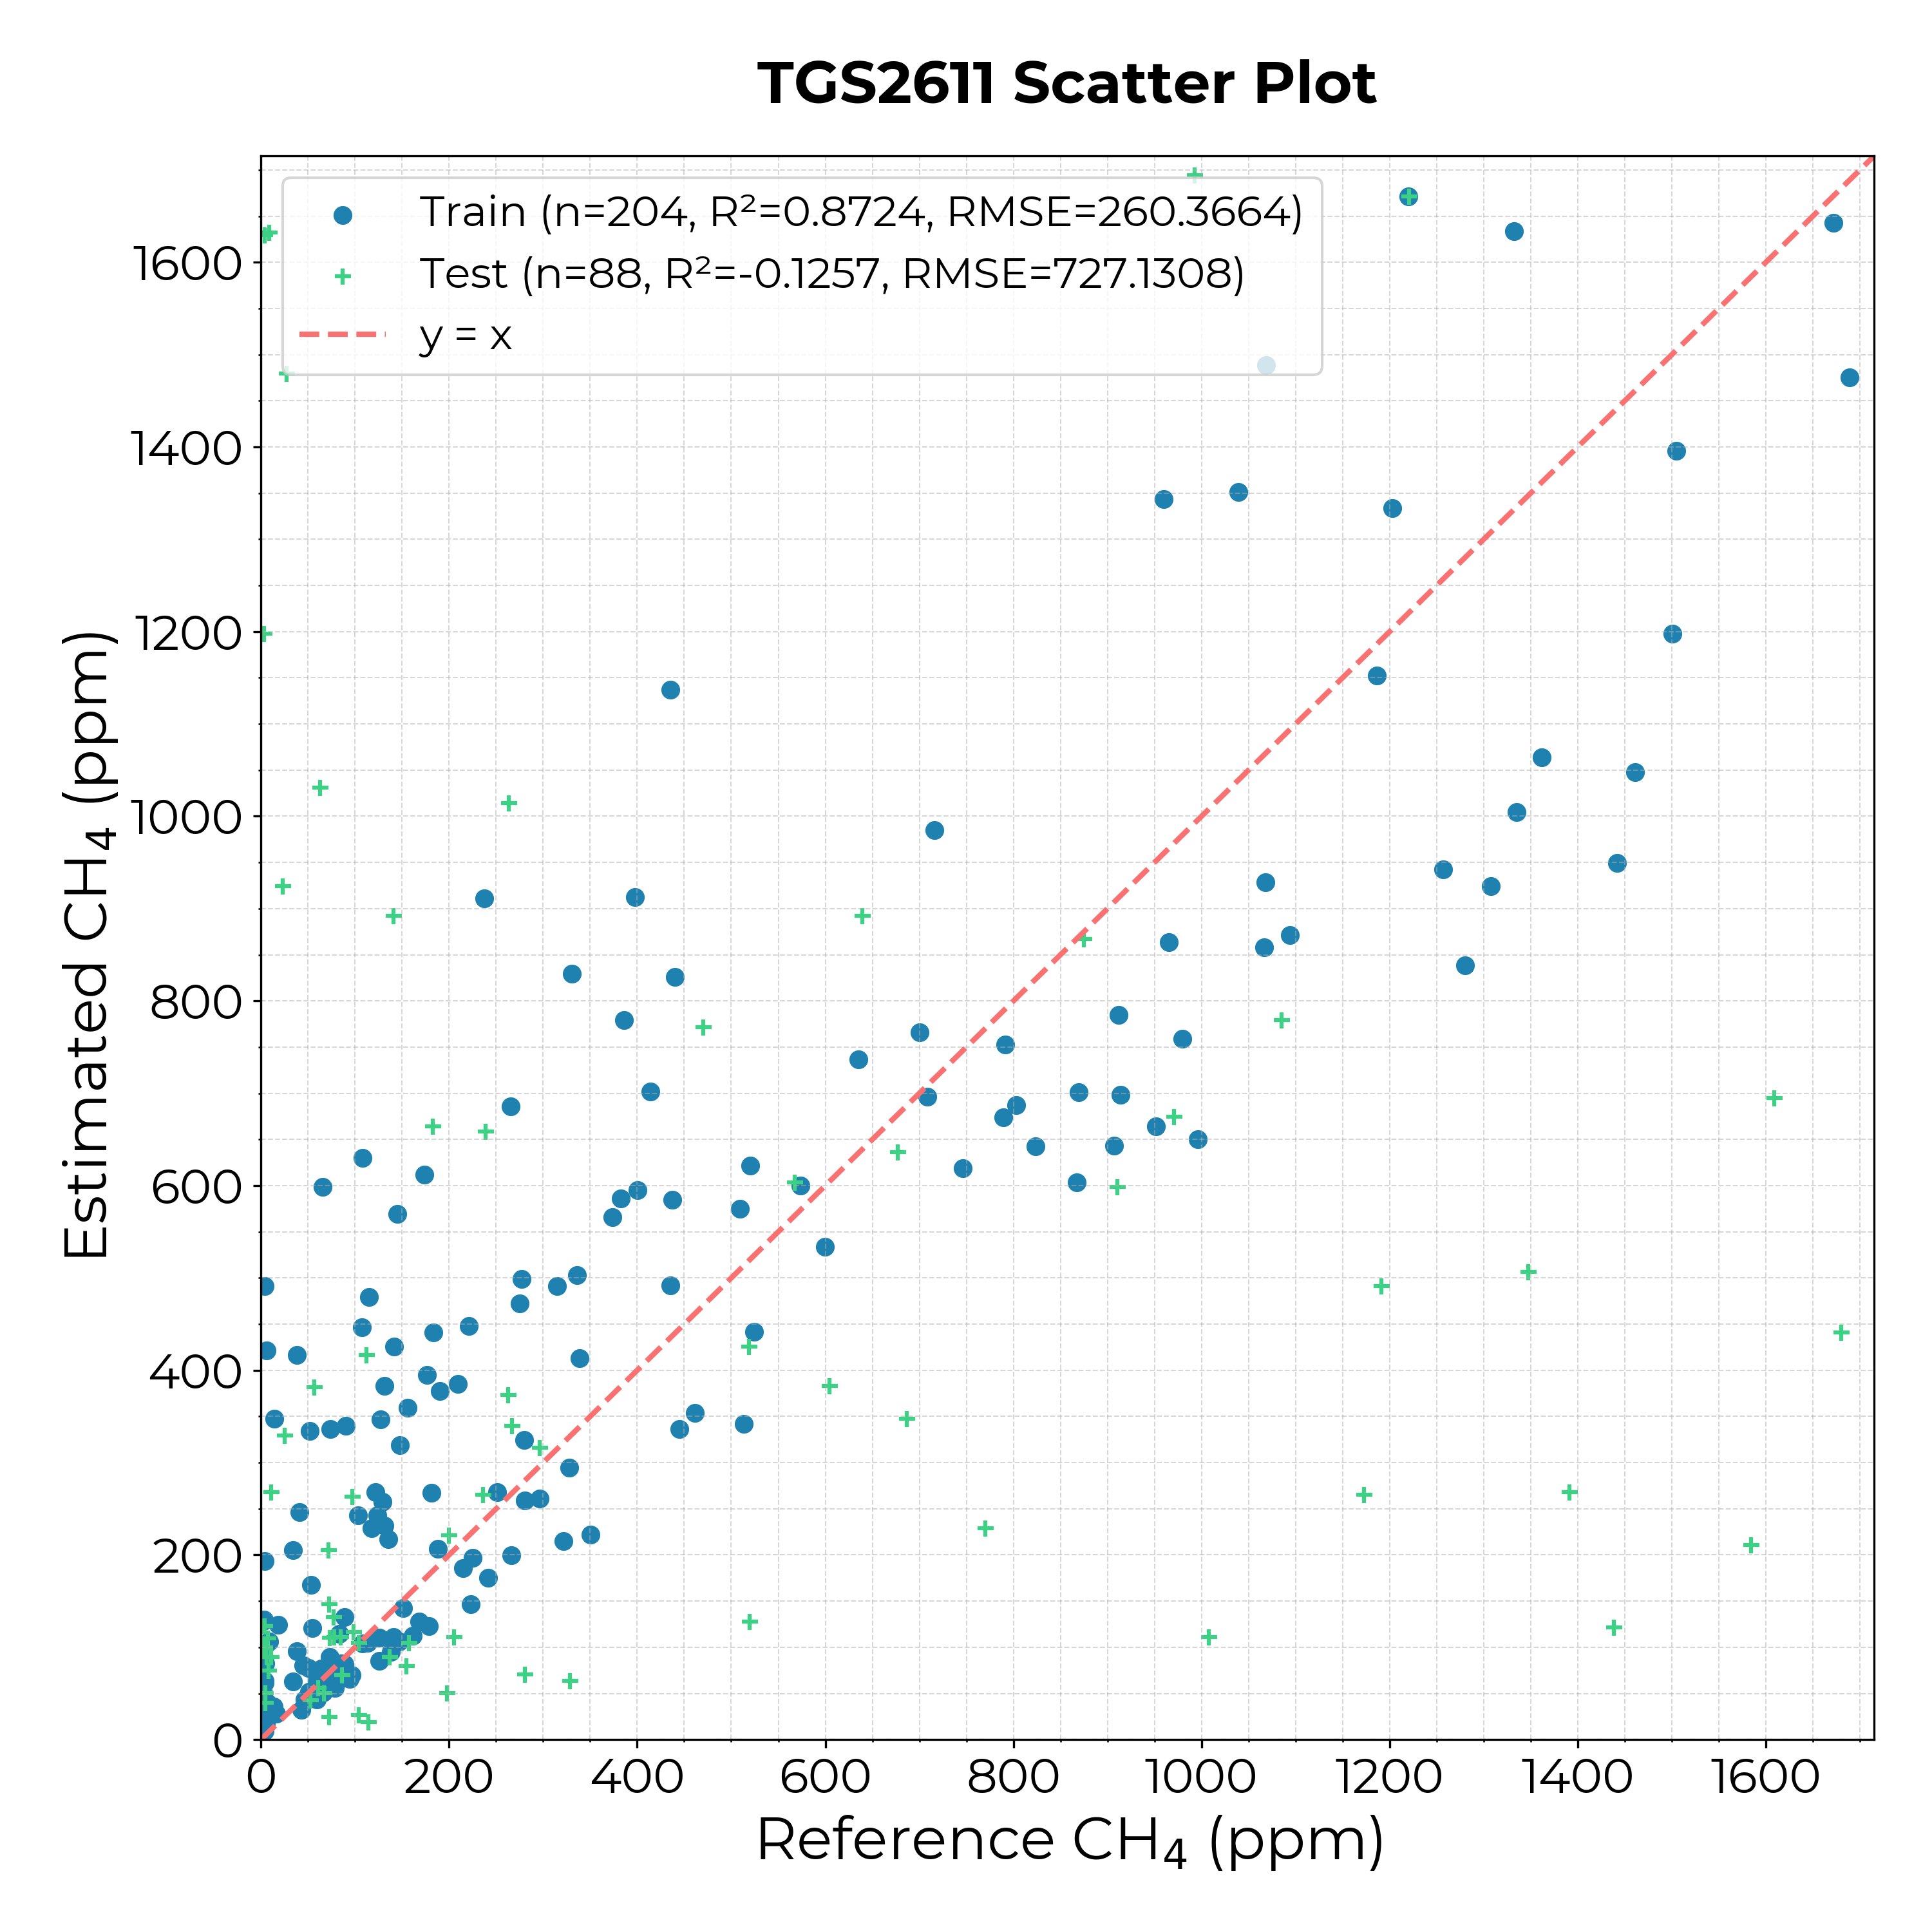 TGS2611 Scatter Plot
Train (n=204, R²=0.8724, RMSE=260.3664)
Test (n=88, R²=-0.1257, RMSE=727.1308)
y = x
1600
1400
1200
1000
800
600
400
200
0
Estimated CH₄ (ppm)
0 200 400 600 800 1000 1200 1400 1600
Reference CH₄ (ppm)